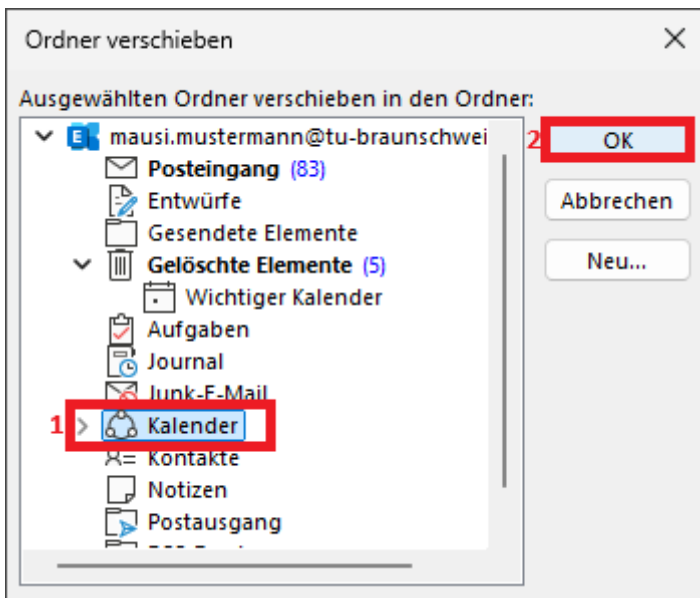 Ordner verschieben
Ausgewählten Ordner verschieben in den Ordner:
mausi.mustermann@tu-braunschwei
2 OK
Posteingang (83)
Entwürfe
Abbrechen
Gesendete Elemente
Gelöschte Elemente (5)
Neu...
Wichtiger Kalender
Aufgaben
Journal
Junk-E-Mail
1 Kalender
Kontakte
Notizen
Postausgang